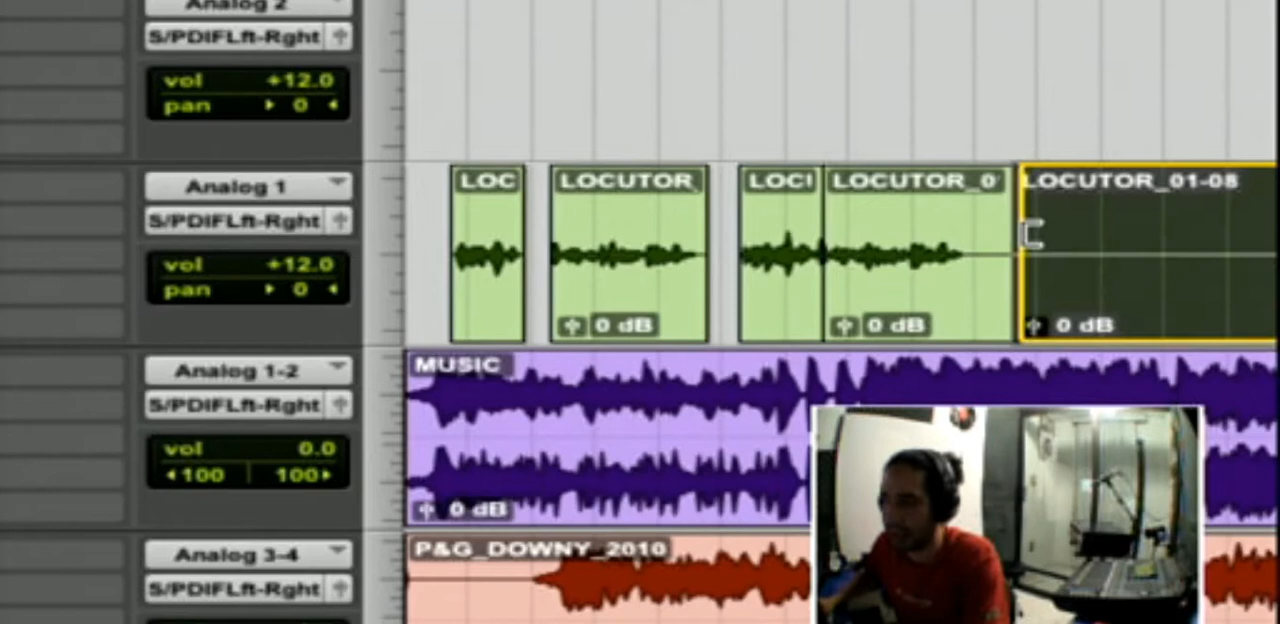 Analog 2
S/PDIFLft-Rght
vol +12.0
pan 0
Analog 1
S/PDIFLft-Rght
vol +12.0
pan 0
LOC
LOCUTOR_
0 dB
LOCI
LOCUTOR_0
0 dB
LOCUTOR_01-08
0 dB
Analog 1-2
S/PDIFLft-Rght
vol 0.0
100 100
MUSIC
0 dB
Analog 3-4
S/PDIFLft-Rght
P&G_DOWNY_2010